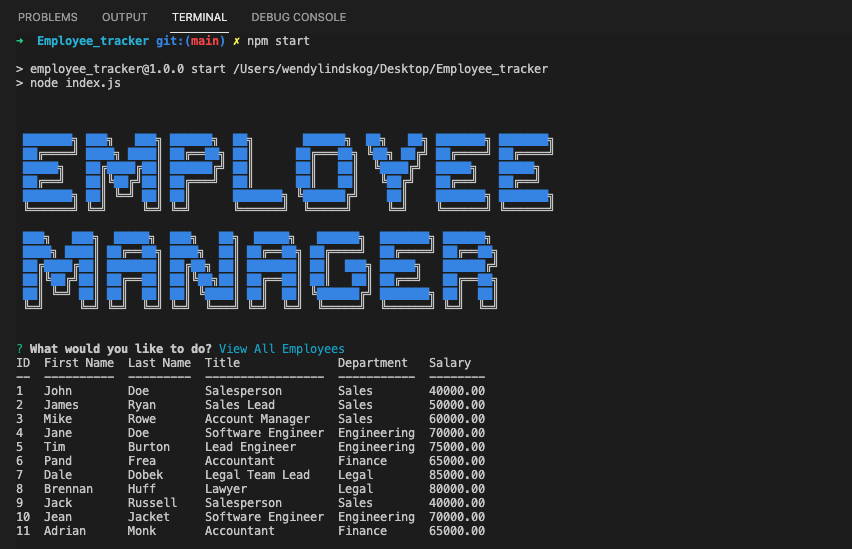 PROBLEMS OUTPUT TERMINAL DEBUG CONSOLE
➜ Employee_tracker git:(main) ✗ npm start
> employee_tracker@1.0.0 start /Users/wendylindskog/Desktop/Employee_tracker
> node index.js
EMPLOYEE
MANAGER
? What would you like to do? View All Employees
ID First Name Last Name Title Department Salary
-- ---------- --------- ----------------- ----------- --------
1 John Doe Salesperson Sales 40000.00
2 James Ryan Sales Lead Sales 50000.00
3 Mike Rowe Account Manager Sales 60000.00
4 Jane Doe Software Engineer Engineering 70000.00
5 Tim Burton Lead Engineer Engineering 75000.00
6 Pand Frea Accountant Finance 65000.00
7 Dale Dobek Legal Team Lead Legal 85000.00
8 Brennan Huff Lawyer Legal 80000.00
9 Jack Russell Salesperson Sales 40000.00
10 Jean Jacket Software Engineer Engineering 70000.00
11 Adrian Monk Accountant Finance 65000.00